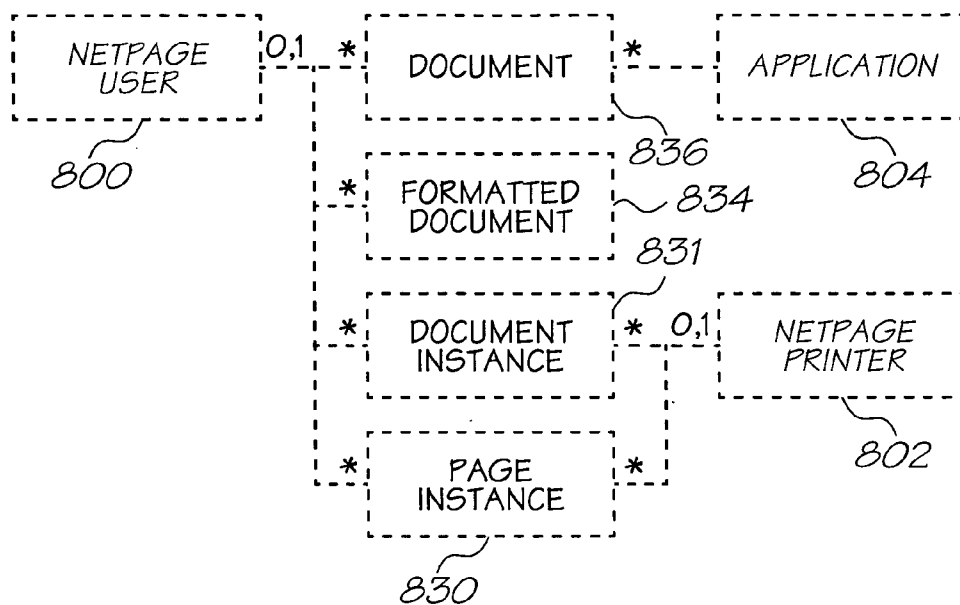 NETPAGE
USER
0,1
*
DOCUMENT
*
APPLICATION
800
836
804
*
FORMATTED
DOCUMENT
834
831
*
DOCUMENT
INSTANCE
*
0,1
NETPAGE
PRINTER
802
*
PAGE
INSTANCE
*
830